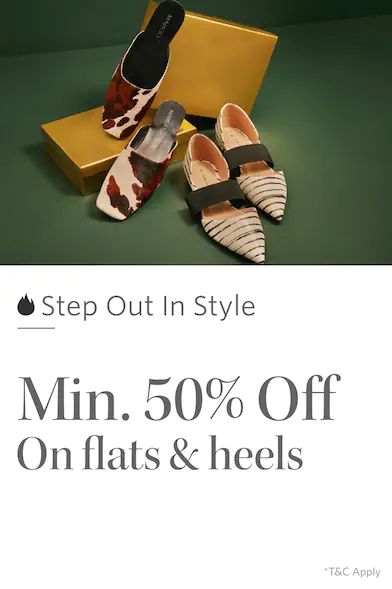 Step Out In Style
Min. 50% Off
On flats & heels
*T&C Apply